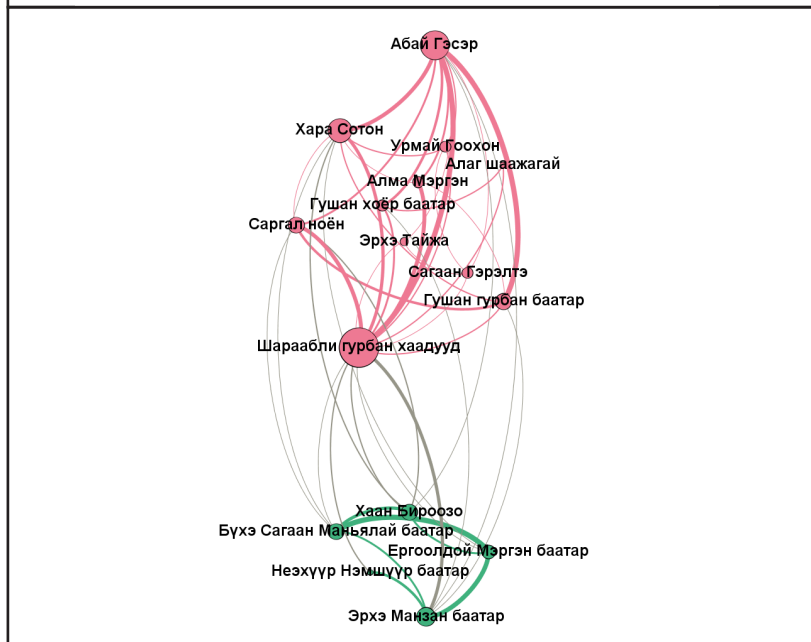 Абай Гэсэр
Хара Сотон
Урмай Гоохон
Алаг шаажагай
Алма Мэргэн
Гушан хоёр баатар
Саргал ноён
Эрхэ Тайжа
Сагаан Гэрэлтэ
Гушан гурбан баатар
Шараабли гурбан хаадууд
Хаан Бироозо
Бүхэ Сагаан Маньялай баатар
Ергоолдой Мэргэн баатар
Неэхүүр Нэмшүүр баатар
Эрхэ Манзан баатар